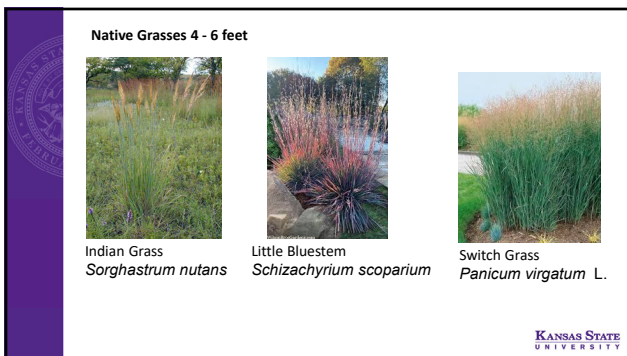 Native Grasses 4 - 6 feet
Indian Grass
Sorghastrum nutans
Little Bluestem
Schizachyrium scoparium
Switch Grass
Panicum virgatum L.
KANSAS STATE
UNIVERSITY